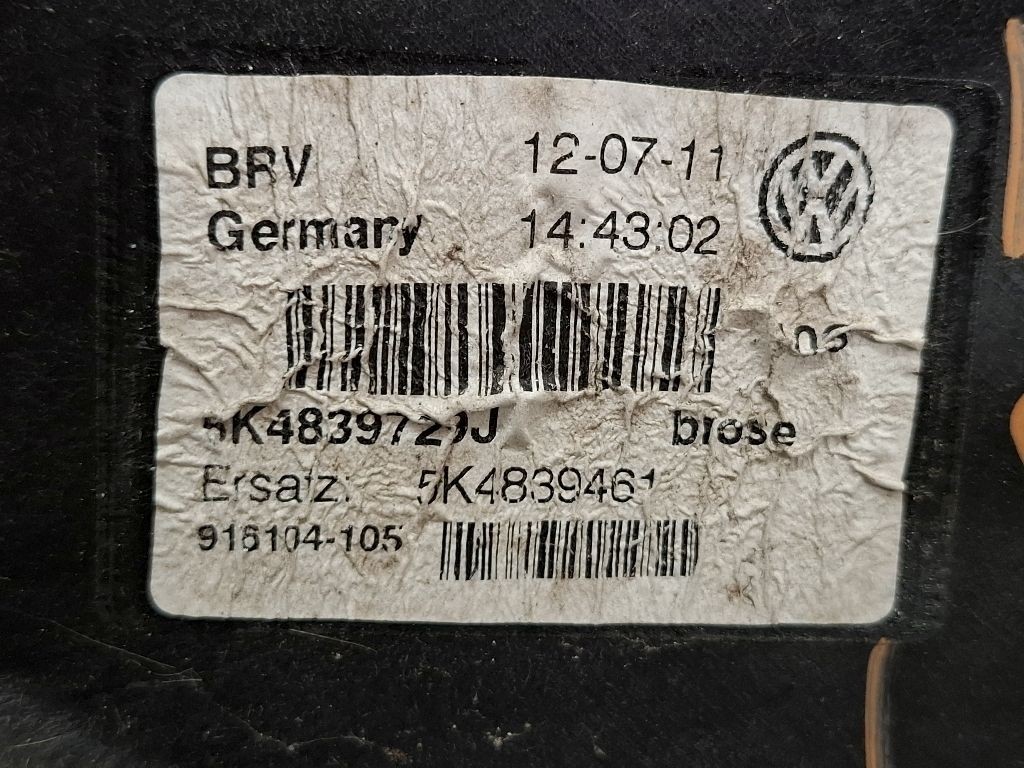 BRV 12-07-11
Germany 14:43:02
5K4839729J brose
Ersatz: 5K4839461
916104-105